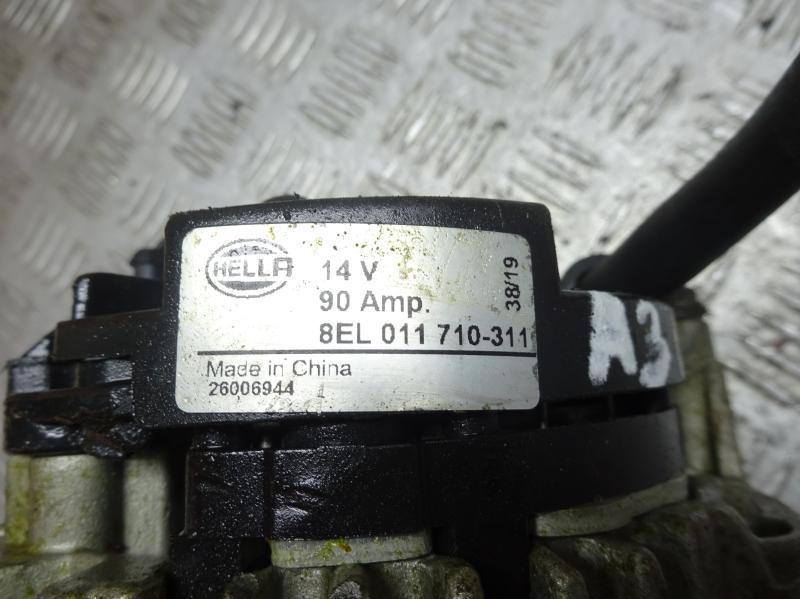 HELLA
14 V
90 Amp.
38/19
8EL 011 710-311
Made in China
26006944
A3